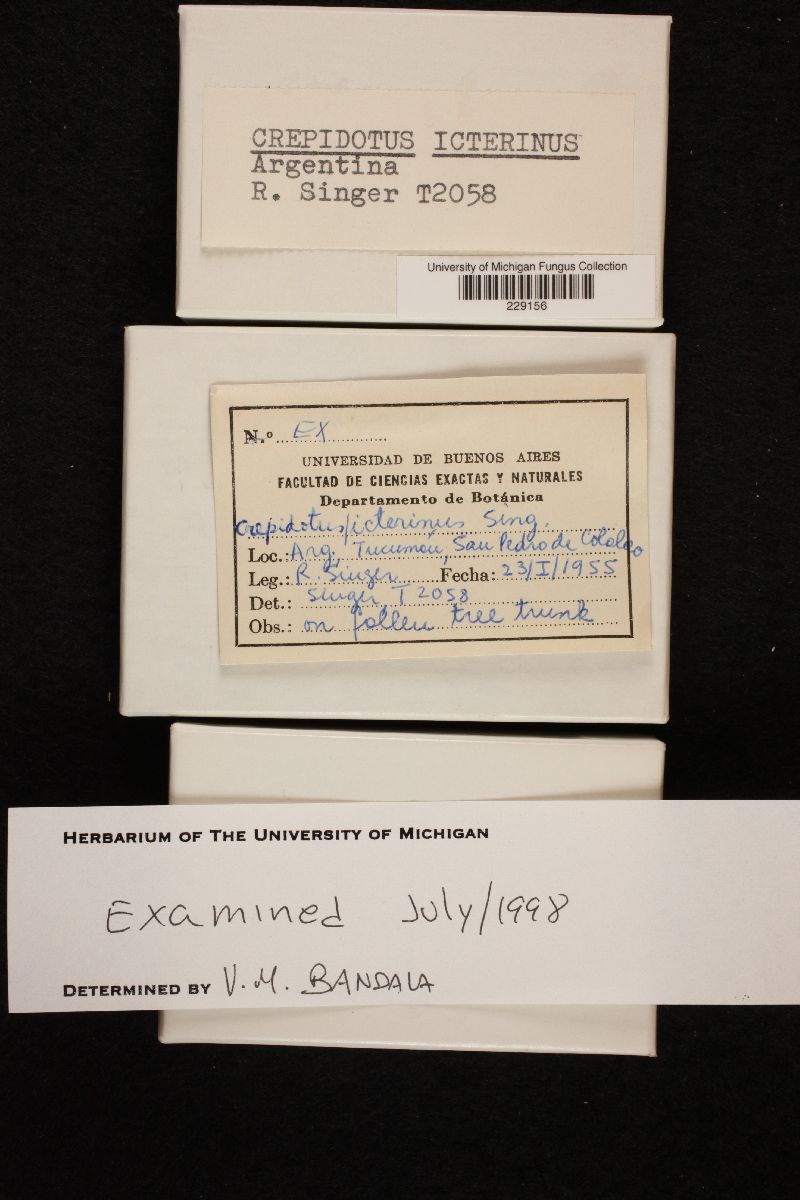 CREPIDOTUS ICTERINUS
Argentina
R. Singer T2058
University of Michigan Fungus Collection
229156
N.º EX
UNIVERSIDAD DE BUENOS AIRES
FACULTAD DE CIENCIAS EXACTAS Y NATURALES
Departamento de Botánica
Crepidotus icterinus Sing.
Loc.: Arg., Tucumán, San Pedro de Colalao
Leg.: R. Singer Fecha: 23/I/1955
Det.: Singer, T 2058
Obs.: on fallen tree trunk
HERBARIUM OF THE UNIVERSITY OF MICHIGAN
Examined July/1998
DETERMINED BY V.M. BANDALA